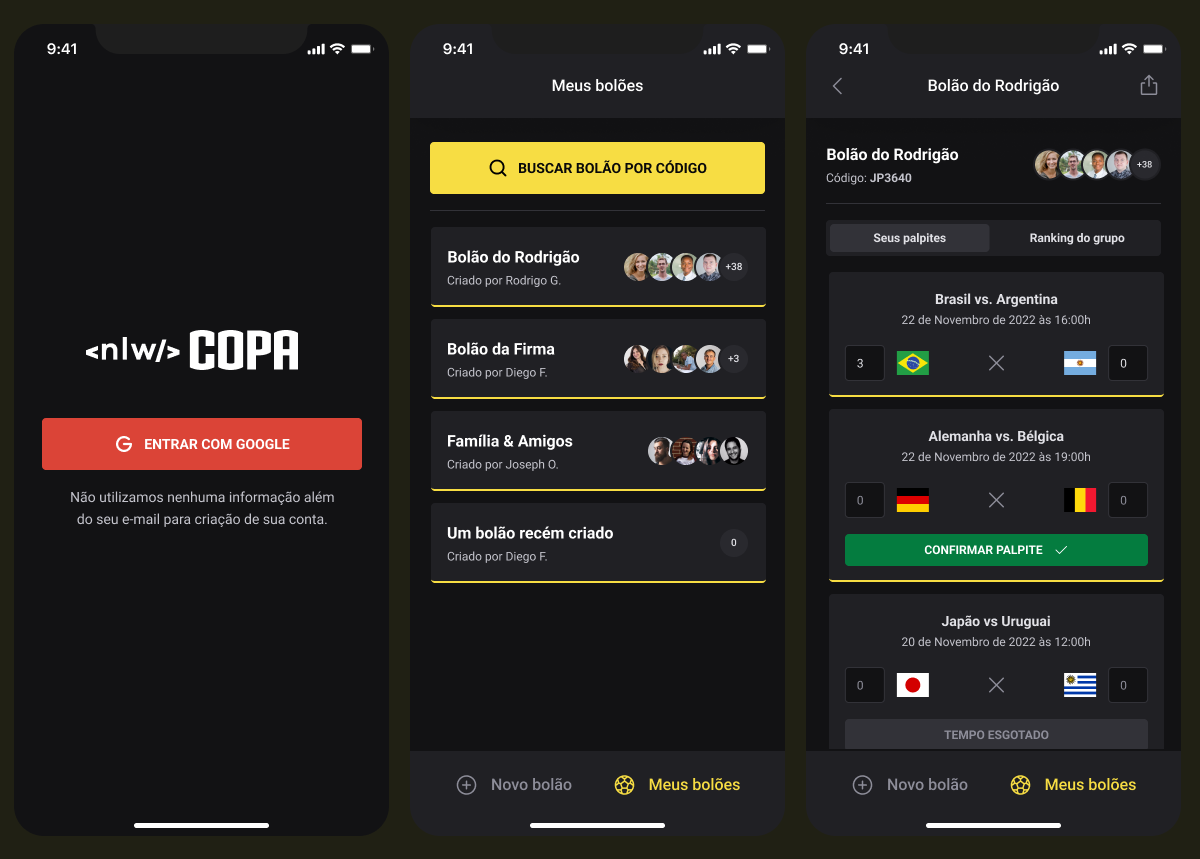 9:41
<nlw/> COPA
ENTRAR COM GOOGLE
Não utilizamos nenhuma informação além
do seu e-mail para criação de sua conta.
9:41
Meus bolões
BUSCAR BOLÃO POR CÓDIGO
Bolão do Rodrigão
Criado por Rodrigo G.
+38
Bolão da Firma
Criado por Diego F.
+3
Família & Amigos
Criado por Joseph O.
Um bolão recém criado
Criado por Diego F.
0
Novo bolão
Meus bolões
9:41
Bolão do Rodrigão
Bolão do Rodrigão
Código: JP3640
+38
Seus palpites
Ranking do grupo
Brasil vs. Argentina
22 de Novembro de 2022 às 16:00h
3
0
Alemanha vs. Bélgica
22 de Novembro de 2022 às 19:00h
0
0
CONFIRMAR PALPITE
Japão vs Uruguai
20 de Novembro de 2022 às 12:00h
0
0
TEMPO ESGOTADO
Novo bolão
Meus bolões